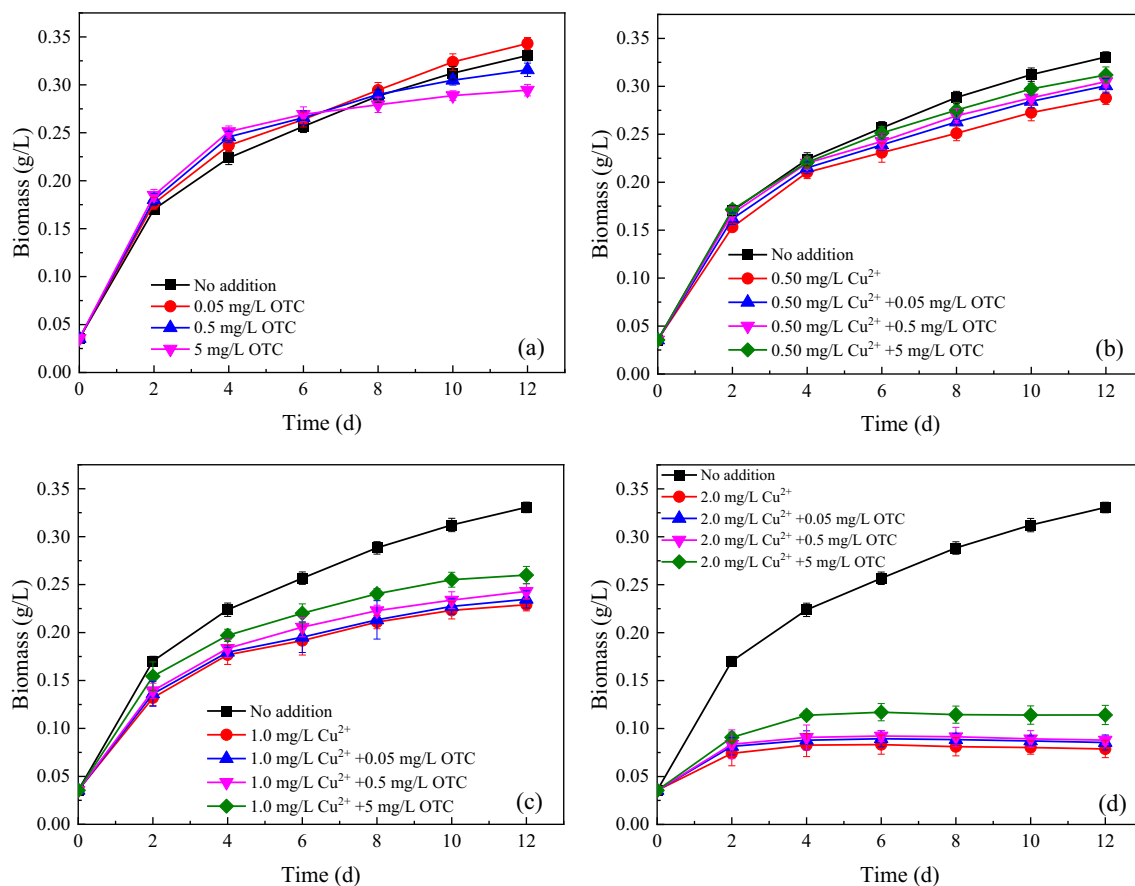 0.35
0.30
0.25
0.20
0.15
0.10
0.05
0.00
Biomass (g/L)
No addition
0.05 mg/L OTC
0.5 mg/L OTC
5 mg/L OTC
(a)
0 2 4 6 8 10 12
Time (d)
0.35
0.30
0.25
0.20
0.15
0.10
0.05
0.00
Biomass (g/L)
No addition
0.50 mg/L Cu²⁺
0.50 mg/L Cu²⁺ +0.05 mg/L OTC
0.50 mg/L Cu²⁺ +0.5 mg/L OTC
0.50 mg/L Cu²⁺ +5 mg/L OTC
(b)
0 2 4 6 8 10 12
Time (d)
0.35
0.30
0.25
0.20
0.15
0.10
0.05
0.00
Biomass (g/L)
No addition
1.0 mg/L Cu²⁺
1.0 mg/L Cu²⁺ +0.05 mg/L OTC
1.0 mg/L Cu²⁺ +0.5 mg/L OTC
1.0 mg/L Cu²⁺ +5 mg/L OTC
(c)
0 2 4 6 8 10 12
Time (d)
0.35
0.30
0.25
0.20
0.15
0.10
0.05
0.00
Biomass (g/L)
No addition
2.0 mg/L Cu²⁺
2.0 mg/L Cu²⁺ +0.05 mg/L OTC
2.0 mg/L Cu²⁺ +0.5 mg/L OTC
2.0 mg/L Cu²⁺ +5 mg/L OTC
(d)
0 2 4 6 8 10 12
Time (d)